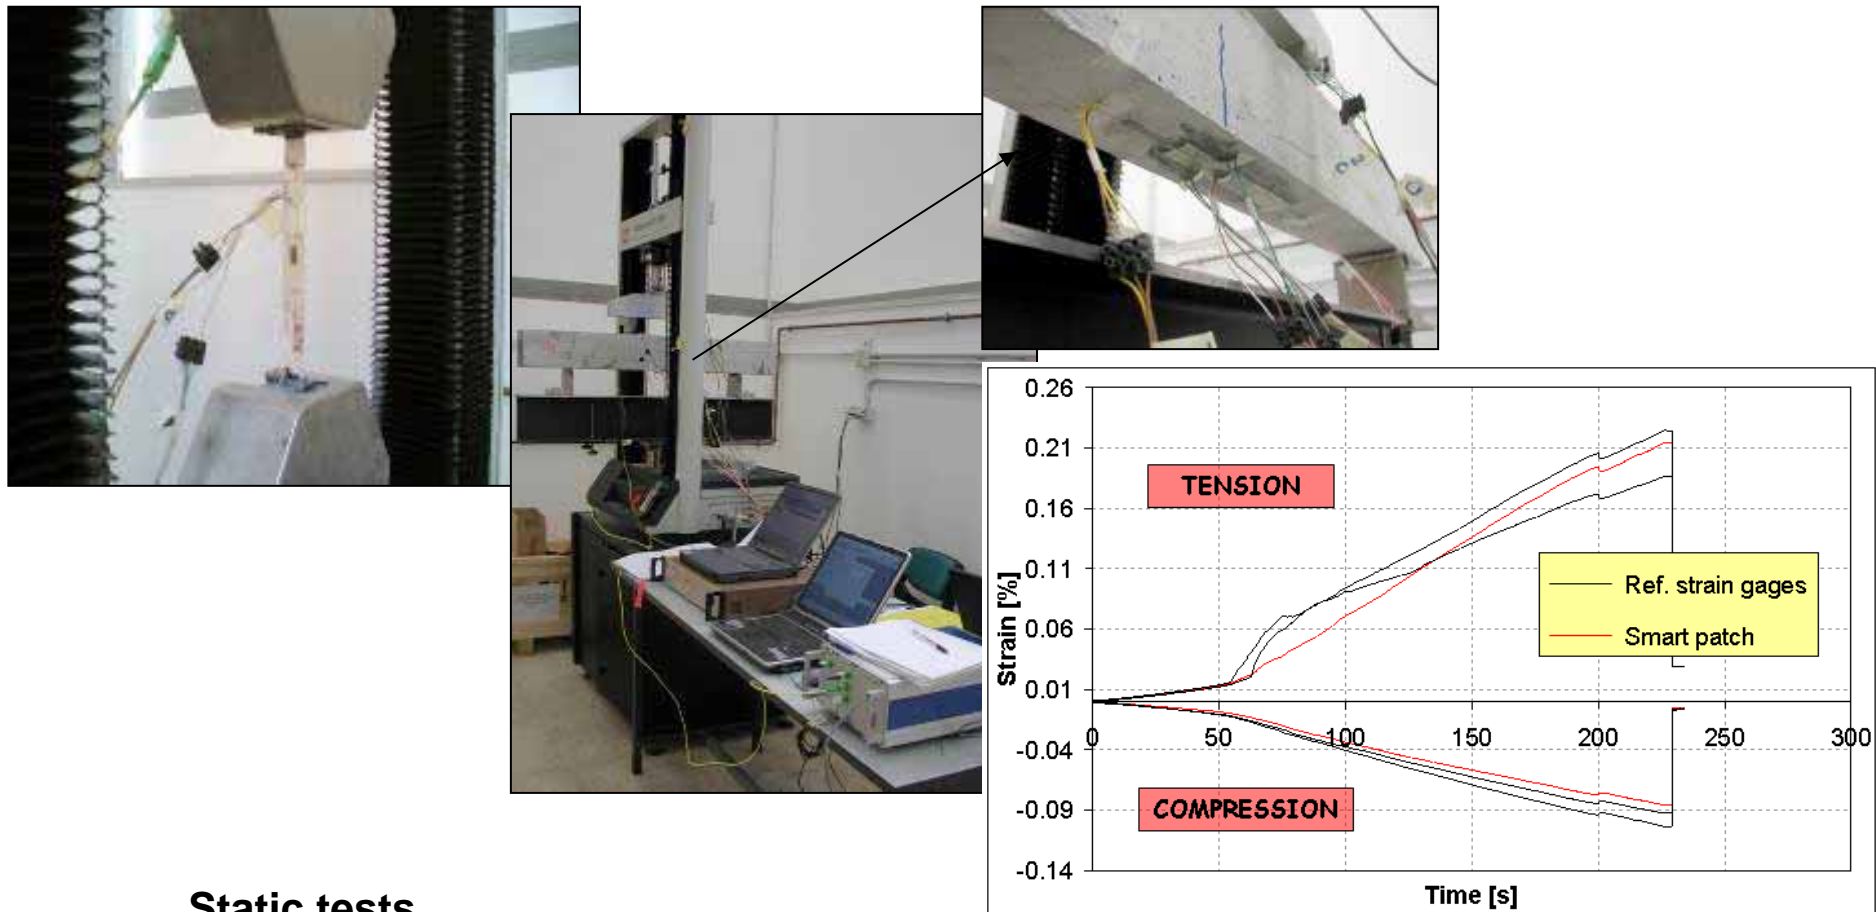 0.26
0.21
0.16
0.11
0.06
0.01
-0.04
-0.09
-0.14
Strain [%]
TENSION
Ref. strain gages
Smart patch
0 50 100 150 200 250 300
COMPRESSION
Time [s]
Static tests